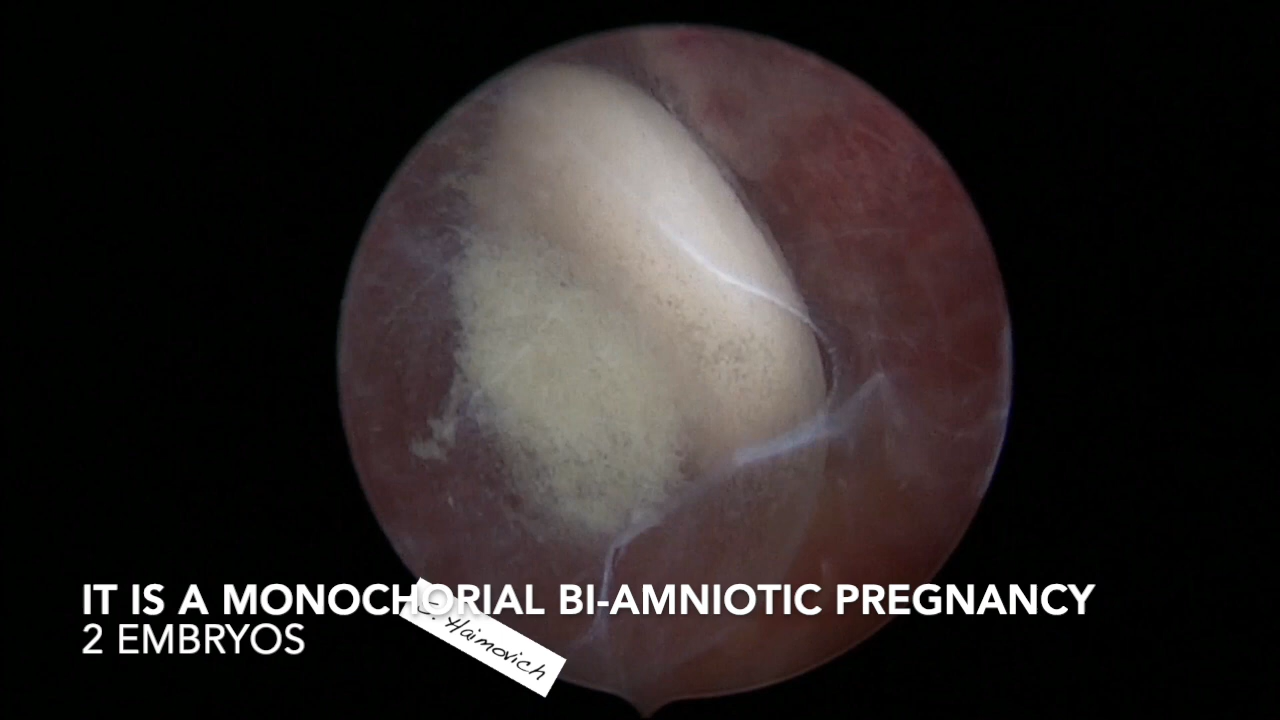 IT IS A MONOCHORIAL BI-AMNIOTIC PREGNANCY
2 EMBRYOS
S. Haimovich